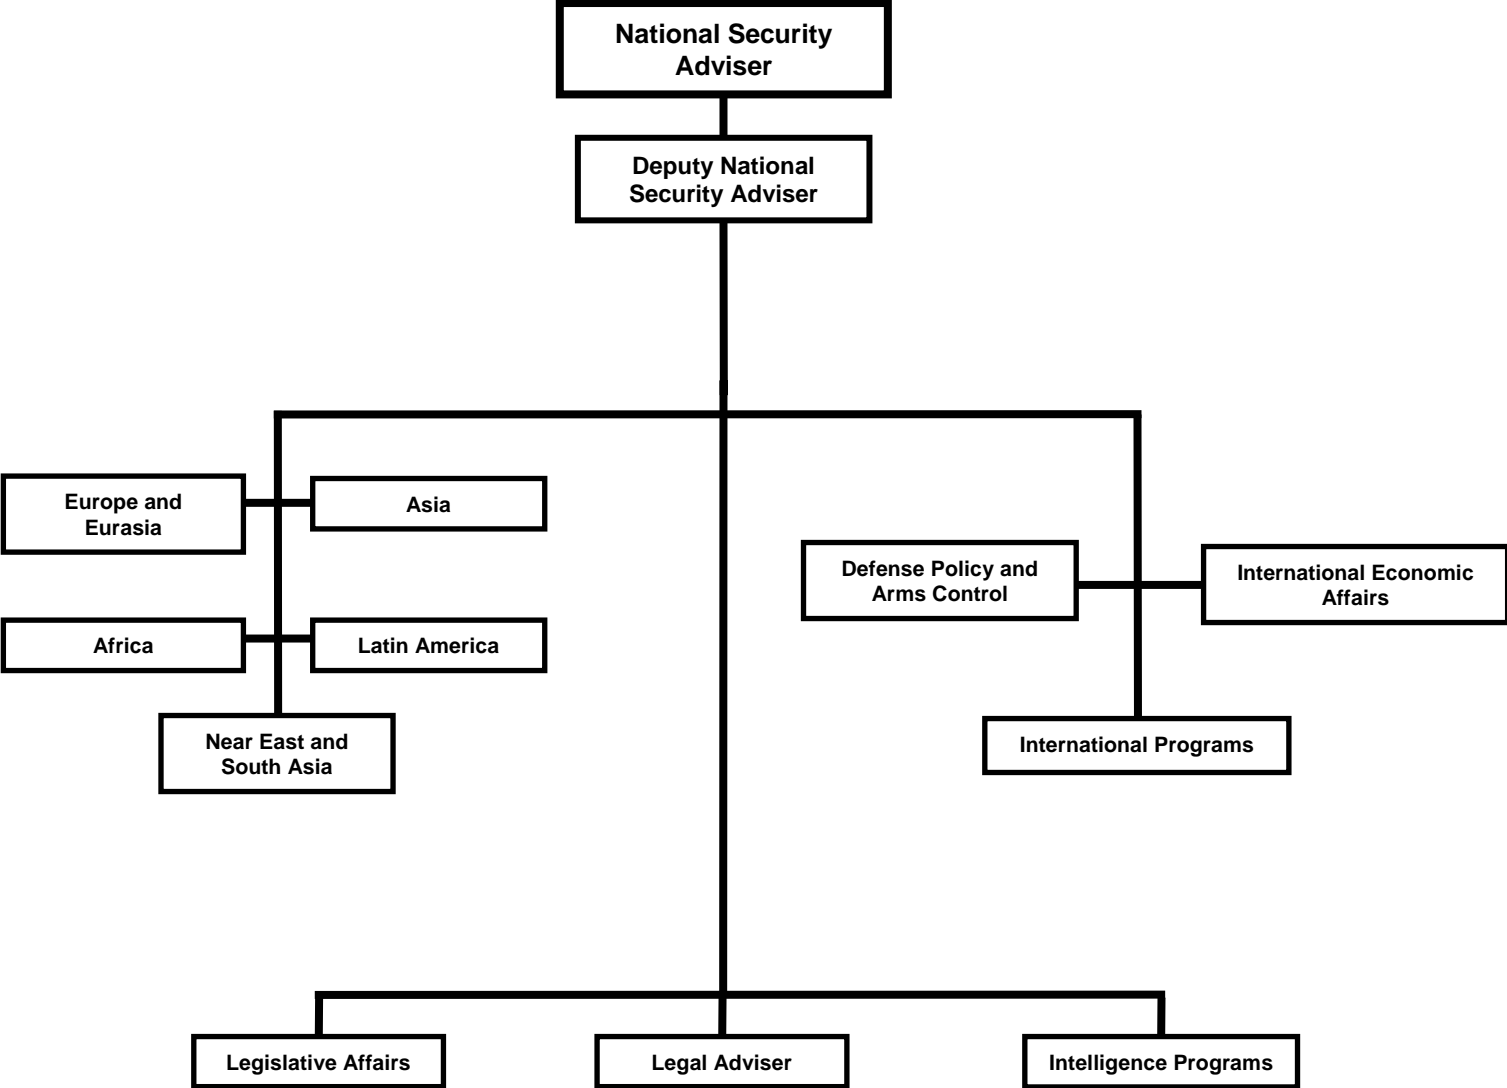 National Security
Adviser
Deputy National
Security Adviser
Europe and
Eurasia
Asia
Defense Policy and
Arms Control
International Economic
Affairs
Africa
Latin America
Near East and
South Asia
International Programs
Legislative Affairs
Legal Adviser
Intelligence Programs